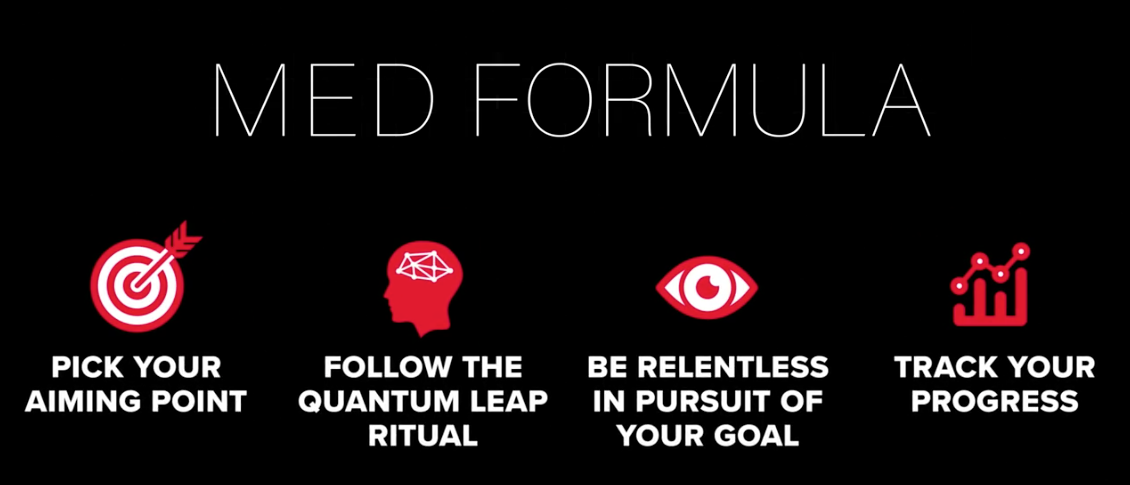 MED FORMULA
PICK YOUR
AIMING POINT
FOLLOW THE
QUANTUM LEAP
RITUAL
BE RELENTLESS
IN PURSUIT OF
YOUR GOAL
TRACK YOUR
PROGRESS